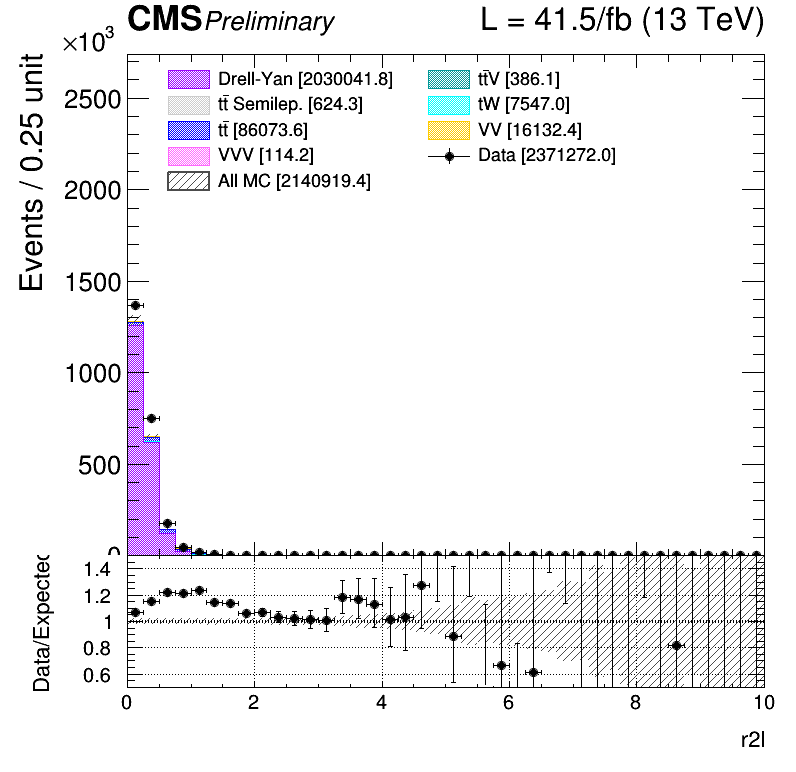 CMS Preliminary L = 41.5/fb (13 TeV)
×10³
Events / 0.25 unit
Drell-Yan [2030041.8]
tt̄ Semilep. [624.3]
tt̄ [86073.6]
VVV [114.2]
All MC [2140919.4]
tt̄V [386.1]
tW [7547.0]
VV [16132.4]
Data [2371272.0]
2500
2000
1500
1000
500
0
Data/Expected
1.4
1.2
1
0.8
0.6
0 2 4 6 8 10
r2l